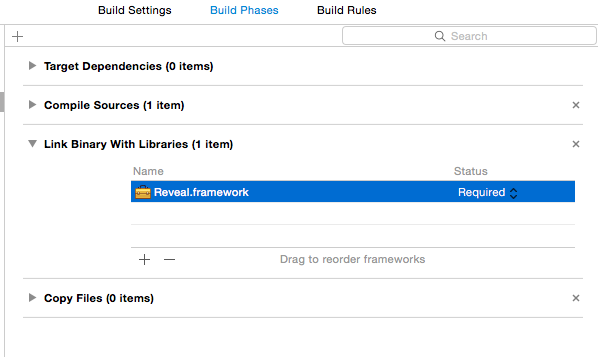 Build Settings Build Phases Build Rules
Search
Target Dependencies (0 items)
Compile Sources (1 item)
Link Binary With Libraries (1 item)
Name Status
Reveal.framework Required
Drag to reorder frameworks
Copy Files (0 items)